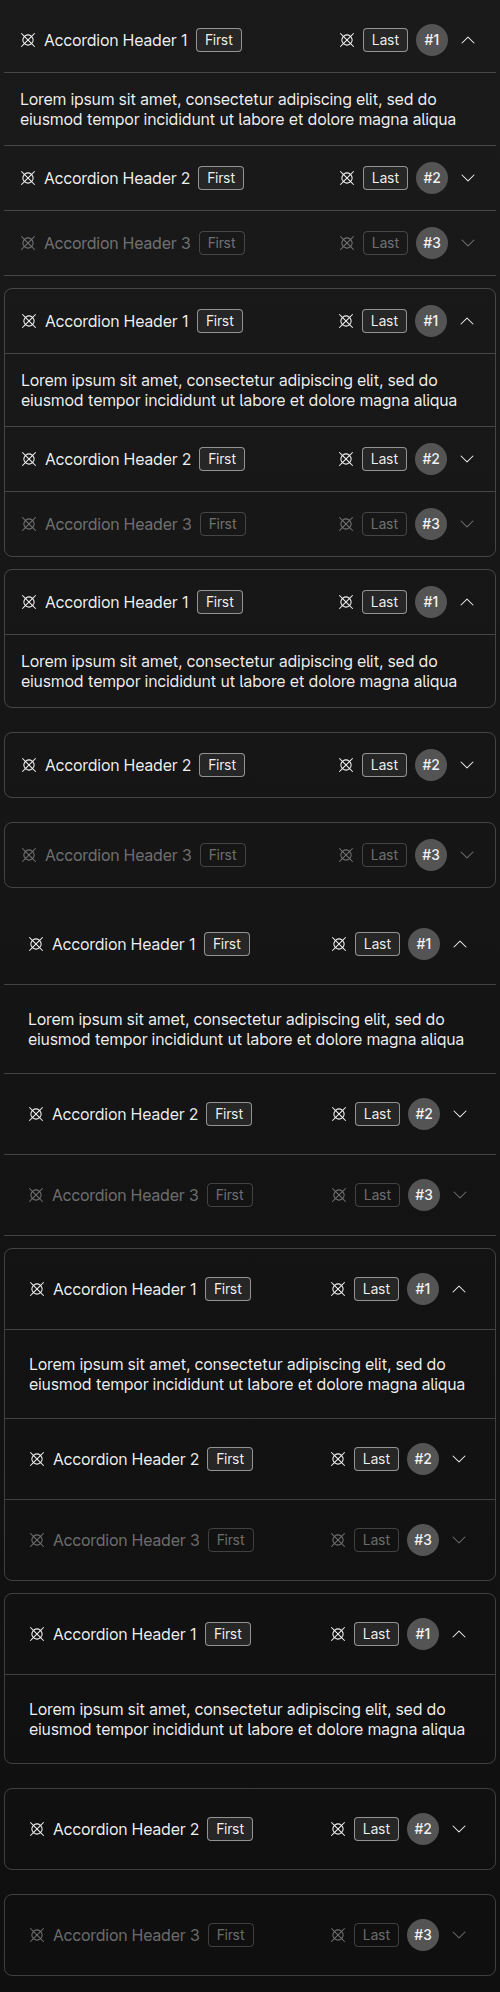 Accordion Header 1 First Last #1
Lorem ipsum sit amet, consectetur adipiscing elit, sed do
eiusmod tempor incididunt ut labore et dolore magna aliqua
Accordion Header 2 First Last #2
Accordion Header 3 First Last #3
Accordion Header 1 First Last #1
Lorem ipsum sit amet, consectetur adipiscing elit, sed do
eiusmod tempor incididunt ut labore et dolore magna aliqua
Accordion Header 2 First Last #2
Accordion Header 3 First Last #3
Accordion Header 1 First Last #1
Lorem ipsum sit amet, consectetur adipiscing elit, sed do
eiusmod tempor incididunt ut labore et dolore magna aliqua
Accordion Header 2 First Last #2
Accordion Header 3 First Last #3
Accordion Header 1 First Last #1
Lorem ipsum sit amet, consectetur adipiscing elit, sed do
eiusmod tempor incididunt ut labore et dolore magna aliqua
Accordion Header 2 First Last #2
Accordion Header 3 First Last #3
Accordion Header 1 First Last #1
Lorem ipsum sit amet, consectetur adipiscing elit, sed do
eiusmod tempor incididunt ut labore et dolore magna aliqua
Accordion Header 2 First Last #2
Accordion Header 3 First Last #3
Accordion Header 1 First Last #1
Lorem ipsum sit amet, consectetur adipiscing elit, sed do
eiusmod tempor incididunt ut labore et dolore magna aliqua
Accordion Header 2 First Last #2
Accordion Header 3 First Last #3